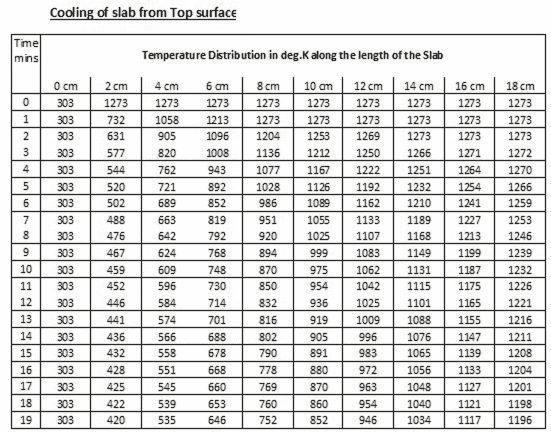 Cooling of slab from Top surface
Time mins Temperature Distribution in deg.K along the length of the Slab
0 cm 2 cm 4 cm 6 cm 8 cm 10 cm 12 cm 14 cm 16 cm 18 cm
0 303 1273 1273 1273 1273 1273 1273 1273 1273 1273
1 303 732 1058 1213 1273 1273 1273 1273 1273 1273
2 303 631 905 1096 1204 1253 1269 1273 1273 1273
3 303 577 820 1008 1136 1212 1250 1266 1271 1272
4 303 544 762 943 1077 1167 1222 1251 1264 1270
5 303 520 721 892 1028 1126 1192 1232 1254 1266
6 303 502 689 852 986 1089 1162 1210 1241 1259
7 303 488 663 819 951 1055 1133 1189 1227 1253
8 303 476 642 792 920 1025 1107 1168 1213 1246
9 303 467 624 768 894 999 1083 1149 1199 1239
10 303 459 609 748 870 975 1062 1131 1187 1232
11 303 452 596 730 850 954 1042 1115 1175 1226
12 303 446 584 714 832 936 1025 1101 1165 1221
13 303 441 574 701 816 919 1009 1088 1155 1216
14 303 436 566 688 802 905 996 1076 1147 1211
15 303 432 558 678 790 891 983 1065 1139 1208
16 303 428 551 668 778 880 972 1056 1133 1204
17 303 425 545 660 769 870 963 1048 1127 1201
18 303 422 539 653 760 860 954 1040 1121 1198
19 303 420 535 646 752 852 946 1034 1117 1196